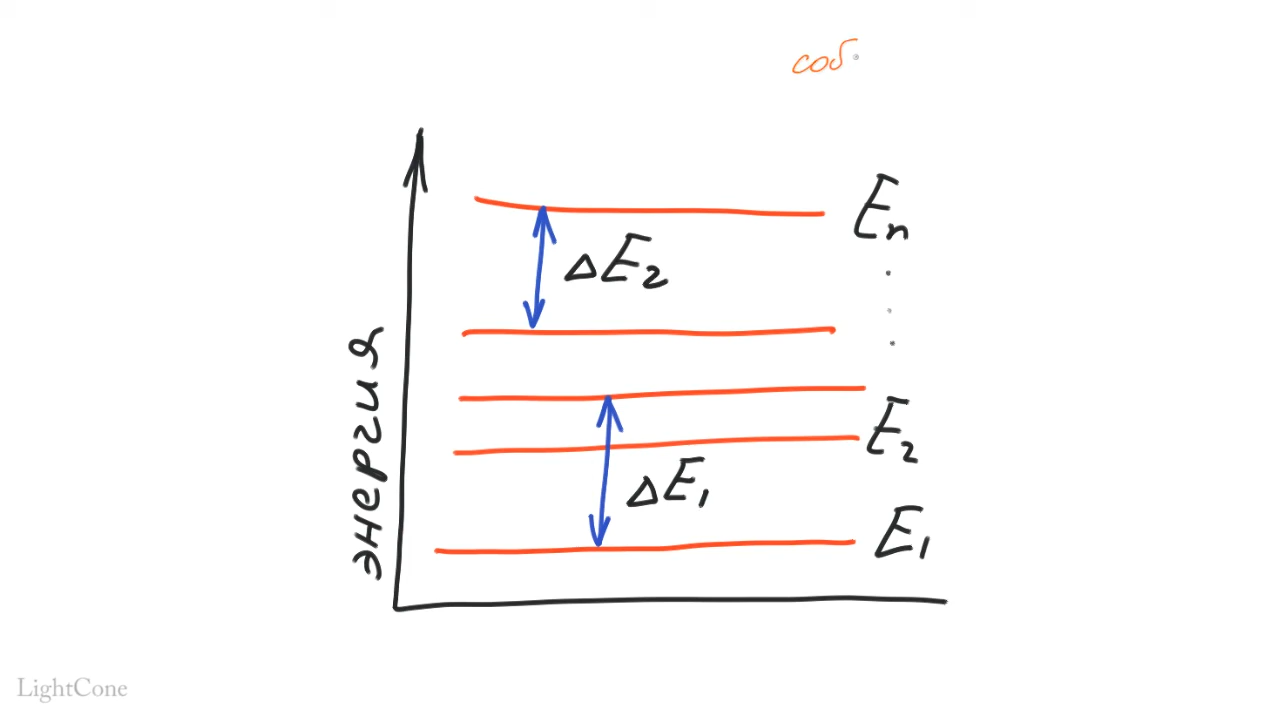 соб
Eₙ
ΔE₂
энергия
E₂
ΔE₁
E₁
LightCone